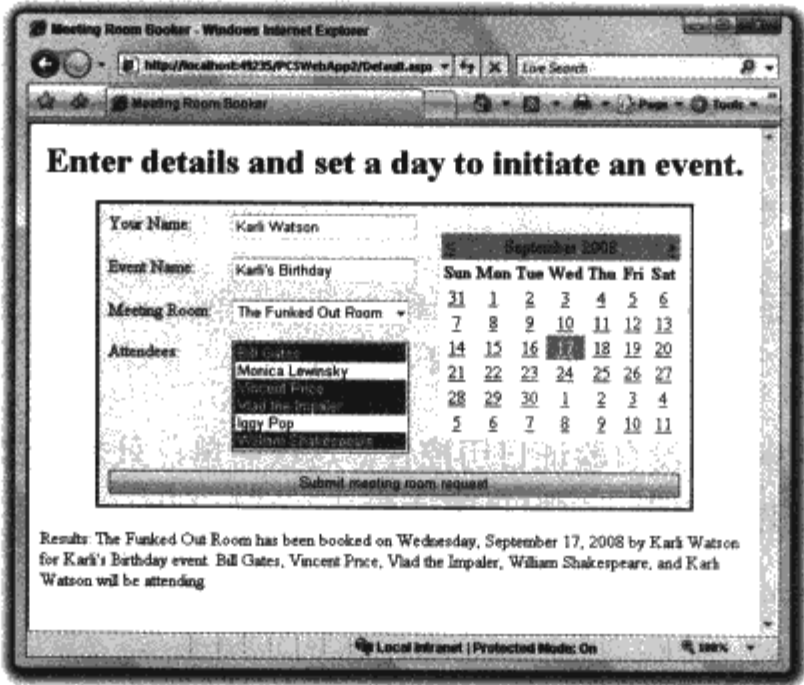 Meeting Room Booker - Windows Internet Explorer
http://localhost:49235/PCSWebApp2/Default.aspx
Live Search
Meeting Room Booker
Page
Tools
Enter details and set a day to initiate an event.
Your Name:
Karli Watson
Event Name:
Karli's Birthday
Meeting Room:
The Funked Out Room
Attendees:
Bill Gates
Monica Lewinsky
Vincent Price
Vlad the Impaler
Iggy Pop
William Shakespeare
< September 2008 >
Sun Mon Tue Wed Thu Fri Sat
31 1 2 3 4 5 6
7 8 9 10 11 12 13
14 15 16 17 18 19 20
21 22 23 24 25 26 27
28 29 30 1 2 3 4
5 6 7 8 9 10 11
Submit meeting room request
Results: The Funked Out Room has been booked on Wednesday, September 17, 2008 by Karli Watson
for Karli's Birthday event. Bill Gates, Vincent Price, Vlad the Impaler, William Shakespeare, and Karli
Watson will be attending.
Local intranet | Protected Mode: On
100%